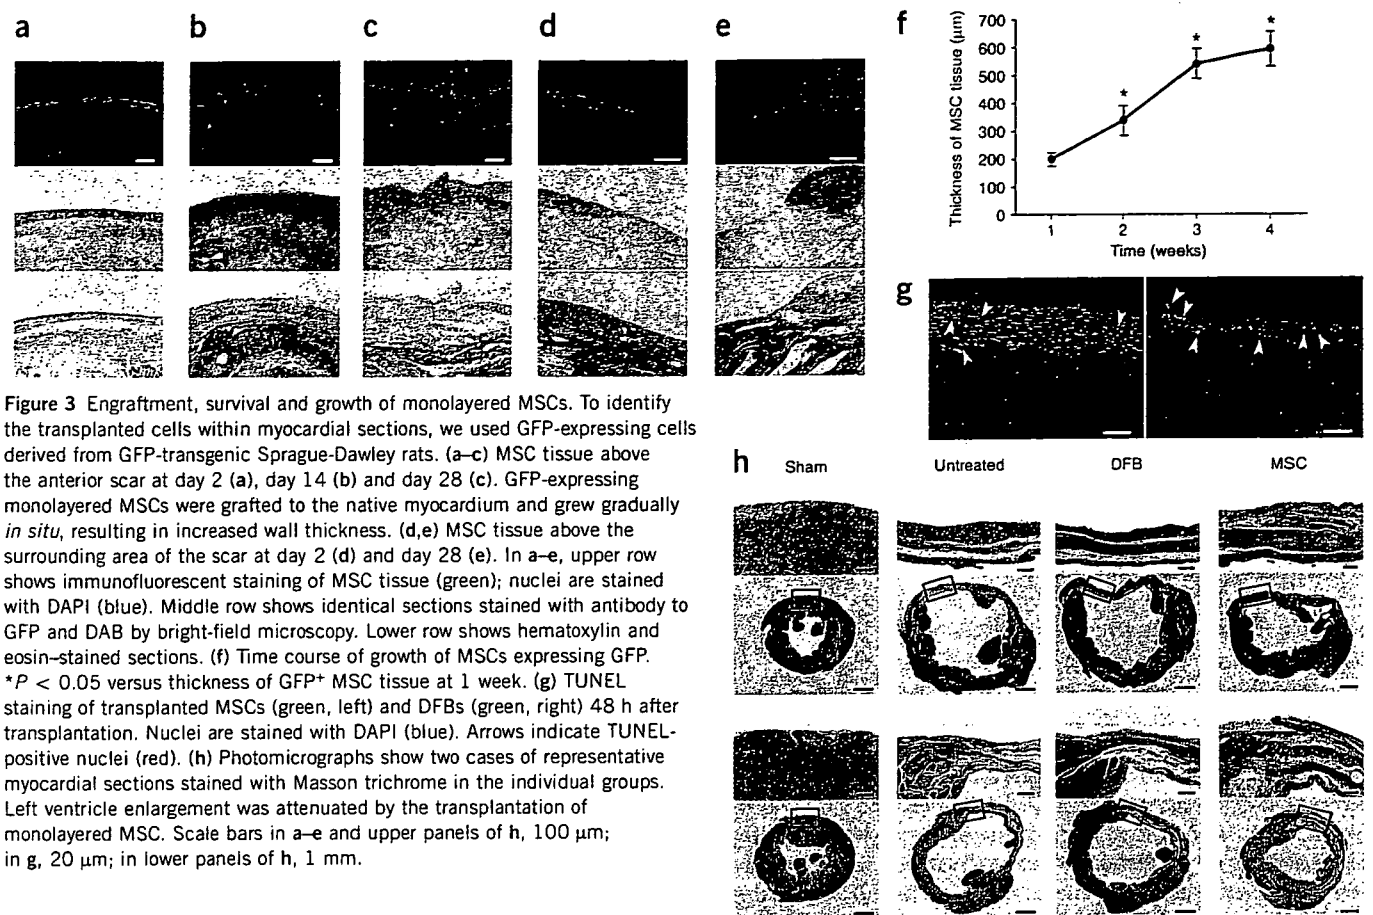 a
b
c
d
e
f
700
600
500
400
300
200
100
0
Thickness of MSC tissue (μm)
*
*
*
1
2
3
4
Time (weeks)
g
Figure 3 Engraftment, survival and growth of monolayered MSCs. To identify
the transplanted cells within myocardial sections, we used GFP-expressing cells
derived from GFP-transgenic Sprague-Dawley rats. (a–c) MSC tissue above
the anterior scar at day 2 (a), day 14 (b) and day 28 (c). GFP-expressing
monolayered MSCs were grafted to the native myocardium and grew gradually
in situ, resulting in increased wall thickness. (d,e) MSC tissue above the
surrounding area of the scar at day 2 (d) and day 28 (e). In a–e, upper row
shows immunofluorescent staining of MSC tissue (green); nuclei are stained
with DAPI (blue). Middle row shows identical sections stained with antibody to
GFP and DAB by bright-field microscopy. Lower row shows hematoxylin and
eosin–stained sections. (f) Time course of growth of MSCs expressing GFP.
*P < 0.05 versus thickness of GFP⁺ MSC tissue at 1 week. (g) TUNEL
staining of transplanted MSCs (green, left) and DFBs (green, right) 48 h after
transplantation. Nuclei are stained with DAPI (blue). Arrows indicate TUNEL-
positive nuclei (red). (h) Photomicrographs show two cases of representative
myocardial sections stained with Masson trichrome in the individual groups.
Left ventricle enlargement was attenuated by the transplantation of
monolayered MSC. Scale bars in a–e and upper panels of h, 100 μm;
in g, 20 μm; in lower panels of h, 1 mm.
h
Sham
Untreated
DFB
MSC